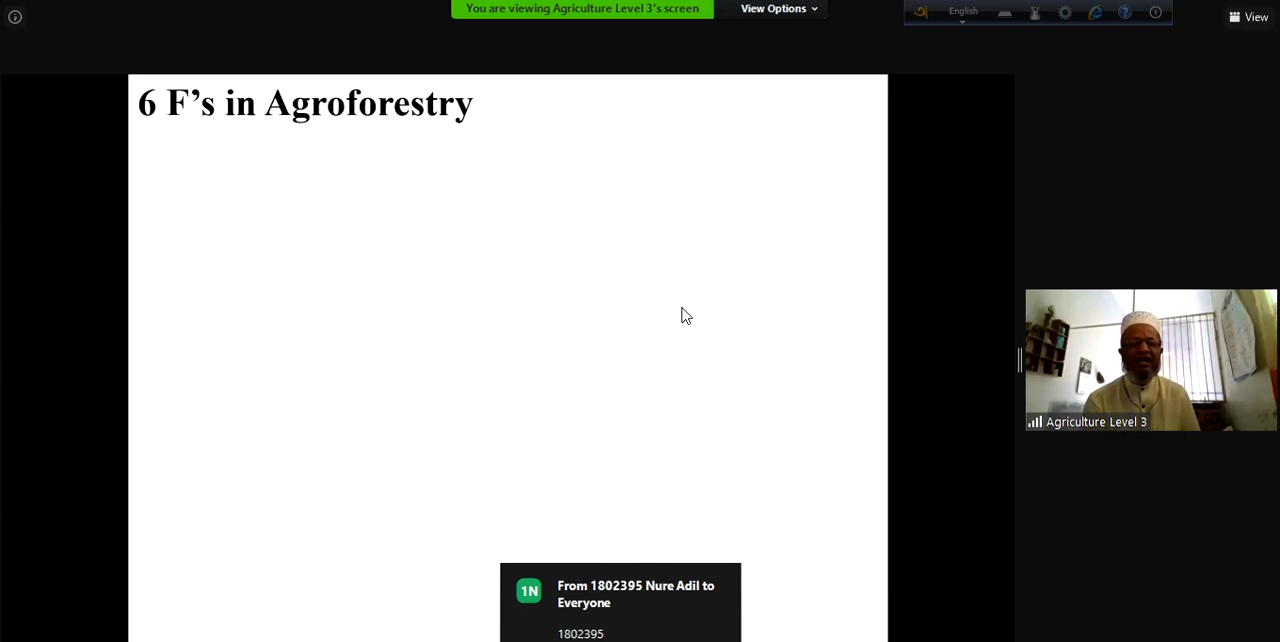 You are viewing Agriculture Level 3's screen
View Options
English
View
6 F's in Agroforestry
Agriculture Level 3
1N
From 1802395 Nure Adil to
Everyone
1802395